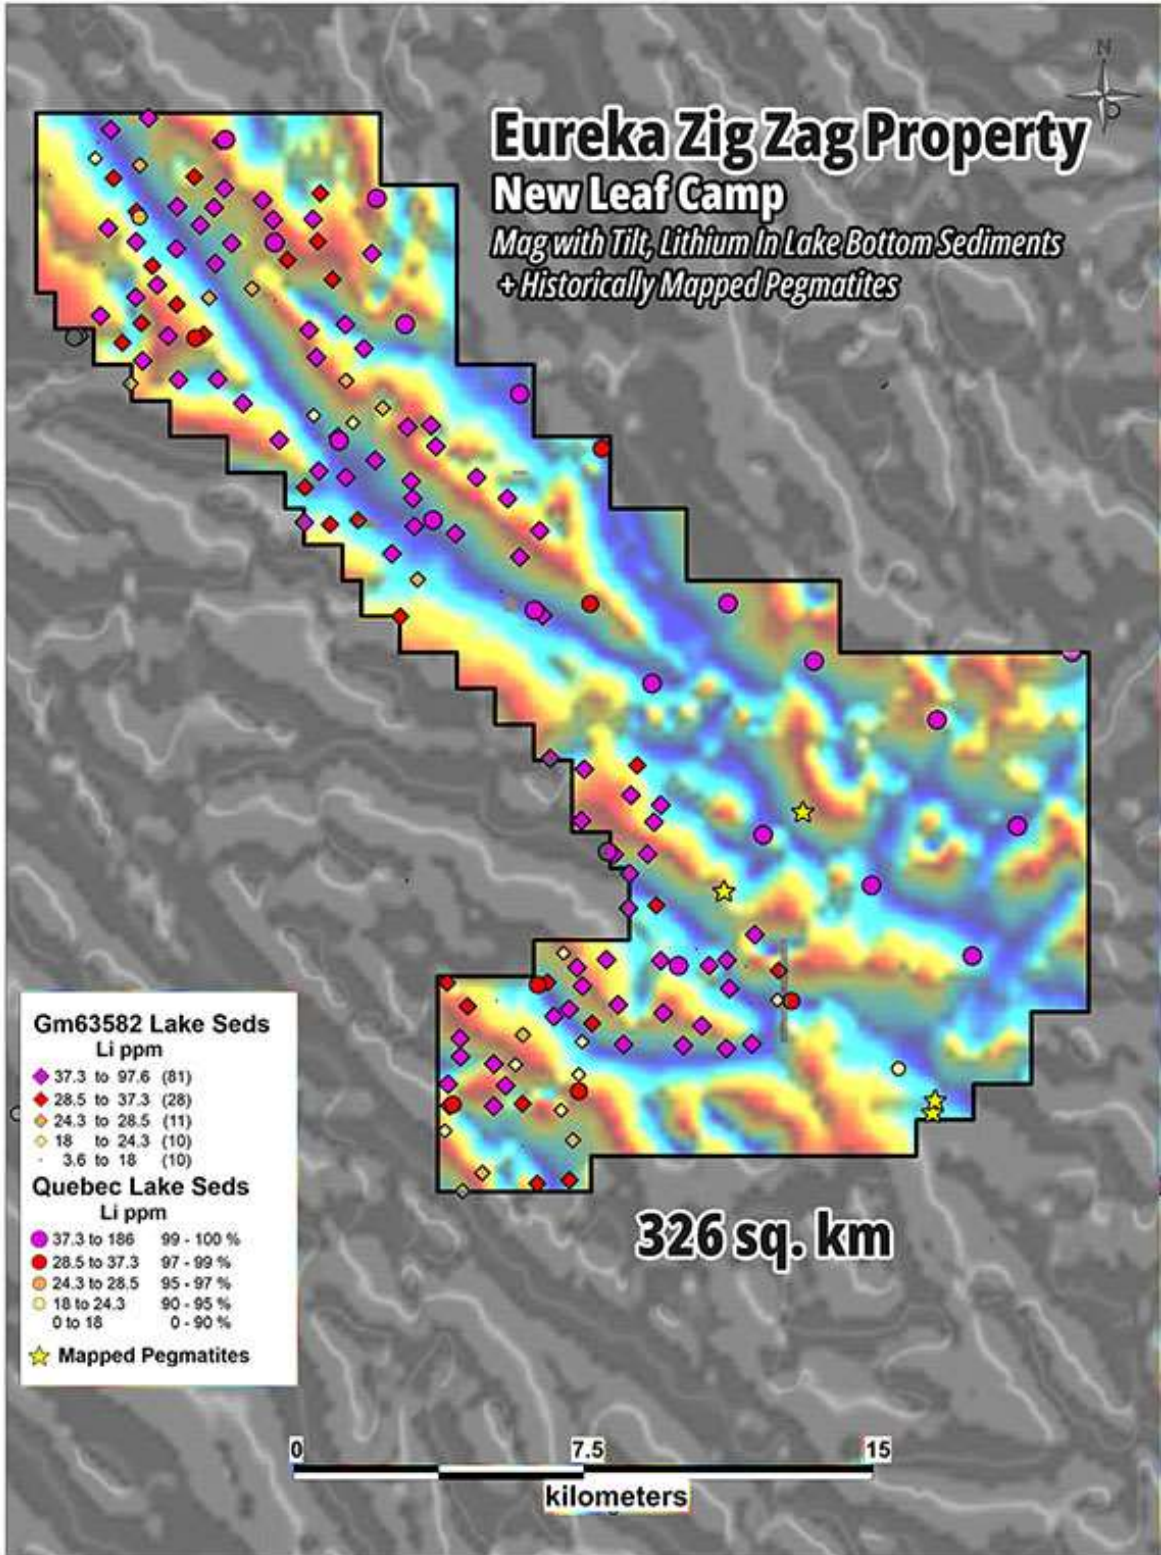 N
Eureka Zig Zag Property
New Leaf Camp
Mag with Tilt, Lithium In Lake Bottom Sediments
+ Historically Mapped Pegmatites
Gm63582 Lake Seds
Li ppm
37.3 to 97.6 (81)
28.5 to 37.3 (28)
24.3 to 28.5 (11)
18 to 24.3 (10)
3.6 to 18 (10)
Quebec Lake Seds
Li ppm
37.3 to 186 99 - 100 %
28.5 to 37.3 97 - 99 %
24.3 to 28.5 95 - 97 %
18 to 24.3 90 - 95 %
0 to 18 0 - 90 %
Mapped Pegmatites
326 sq. km
0 7.5 15
kilometers